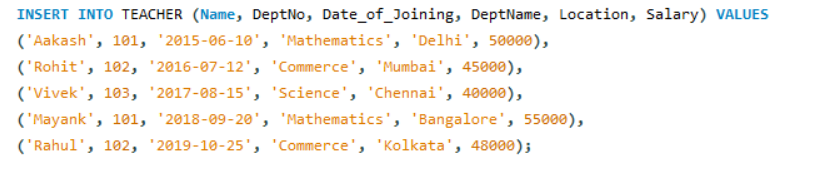 INSERT INTO TEACHER (Name, DeptNo, Date_of_Joining, DeptName, Location, Salary) VALUES
('Aakash', 101, '2015-06-10', 'Mathematics', 'Delhi', 50000),
('Rohit', 102, '2016-07-12', 'Commerce', 'Mumbai', 45000),
('Vivek', 103, '2017-08-15', 'Science', 'Chennai', 40000),
('Mayank', 101, '2018-09-20', 'Mathematics', 'Bangalore', 55000),
('Rahul', 102, '2019-10-25', 'Commerce', 'Kolkata', 48000);